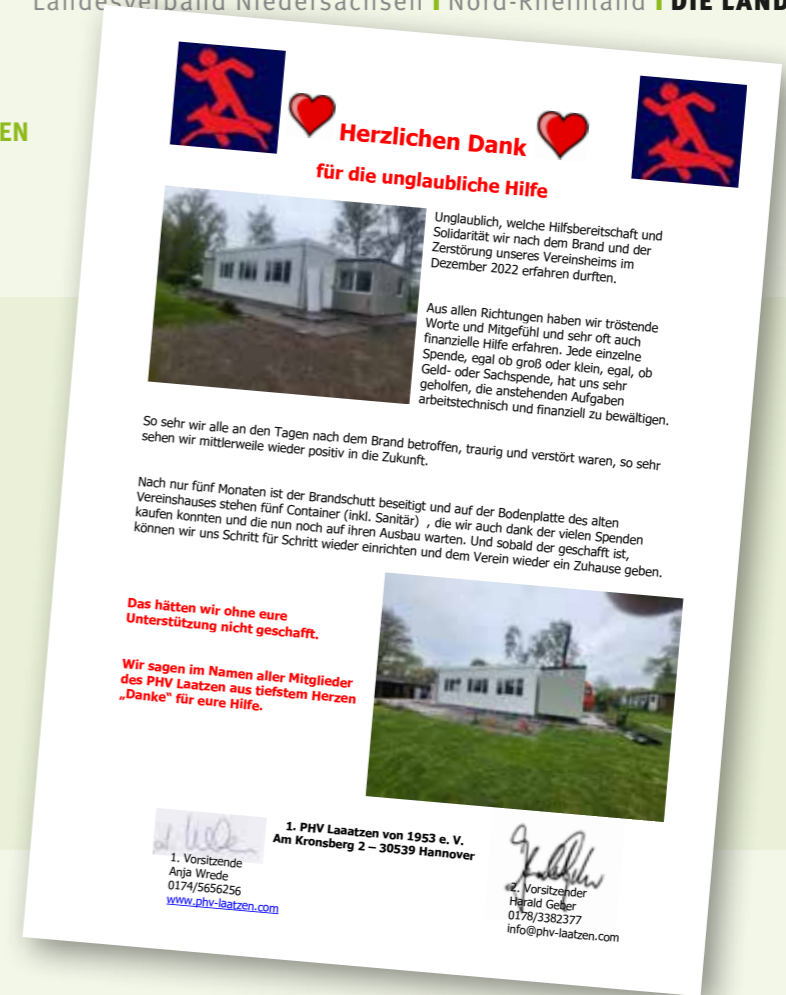 Landesverband Niedersachsen | Nord-Rheinland | DIE LAND
EN
Herzlichen Dank
für die unglaubliche Hilfe
Unglaublich, welche Hilfsbereitschaft und
Solidarität wir nach dem Brand und der
Zerstörung unseres Vereinsheims im
Dezember 2022 erfahren durften.
Aus allen Richtungen haben wir tröstende
Worte und Mitgefühl und sehr oft auch
finanzielle Hilfe erfahren. Jede einzelne
Spende, egal ob groß oder klein, egal, ob
Geld- oder Sachspende, hat uns sehr
geholfen, die anstehenden Aufgaben
arbeitstechnisch und finanziell zu bewältigen.
So sehr wir alle an den Tagen nach dem Brand betroffen, traurig und verstört waren, so sehr
sehen wir mittlerweile wieder positiv in die Zukunft.
Nach nur fünf Monaten ist der Brandschutt beseitigt und auf der Bodenplatte des alten
Vereinshauses stehen fünf Container (inkl. Sanitär) , die wir auch dank der vielen Spenden
kaufen konnten und die nun noch auf ihren Ausbau warten. Und sobald der geschafft ist,
können wir uns Schritt für Schritt wieder einrichten und dem Verein wieder ein Zuhause geben.
Das hätten wir ohne eure
Unterstützung nicht geschafft.
Wir sagen im Namen aller Mitglieder
des PHV Laatzen aus tiefstem Herzen
„Danke" für eure Hilfe.
1. PHV Laaatzen von 1953 e. V.
Am Kronsberg 2 – 30539 Hannover
1. Vorsitzende
Anja Wrede
0174/5656256
www.phv-laatzen.com
2. Vorsitzender
Harald Geber
0178/3382377
info@phv-laatzen.com